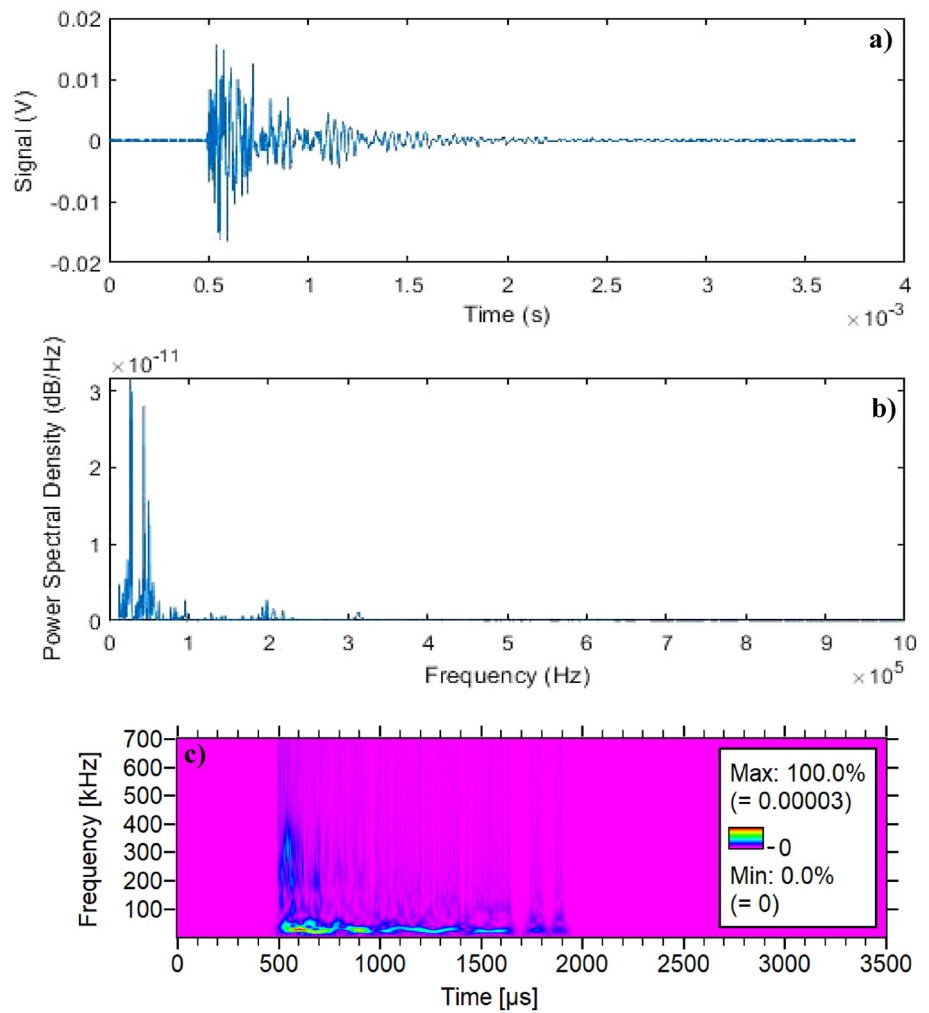 a)
0.02
0.01
0
-0.01
-0.02
Signal (V)
0 0.5 1 1.5 2 2.5 3 3.5 4
Time (s)
× 10⁻³
× 10⁻¹¹
b)
3
2
1
0
Power Spectral Density (dB/Hz)
0 1 2 3 4 5 6 7 8 9 10
Frequency (Hz)
× 10⁵
c)
700
600
500
400
300
200
100
Frequency [kHz]
Max: 100.0%
(= 0.00003)
- 0
Min: 0.0%
(= 0)
0 500 1000 1500 2000 2500 3000 3500
Time [µs]